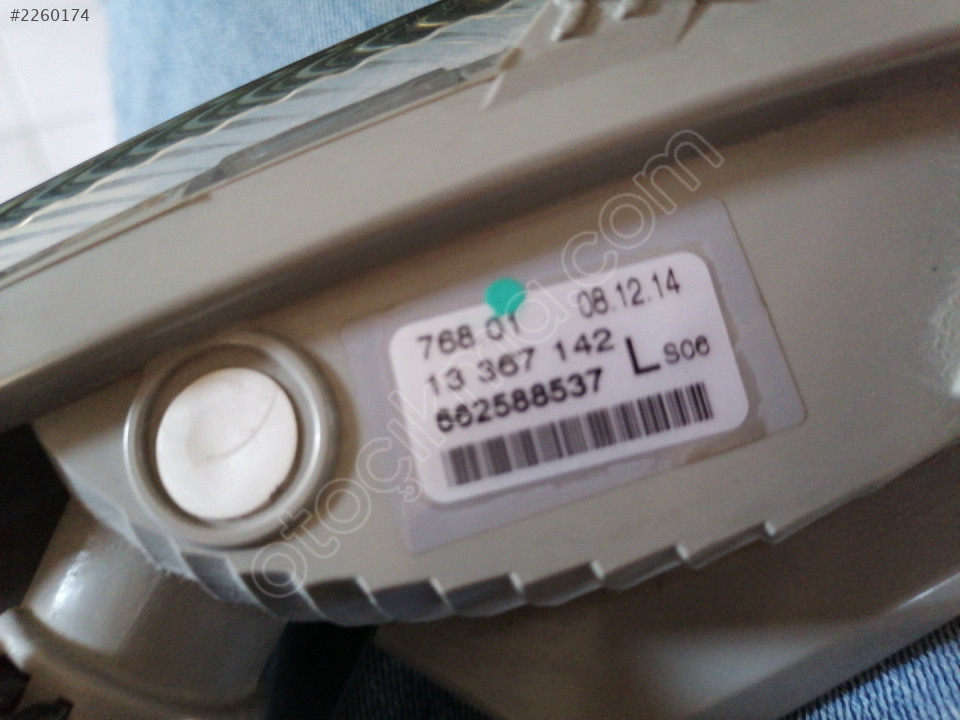 #2260174
otoçıkma.com
768 01 08.12.14
13 367 142 L S06
662588537